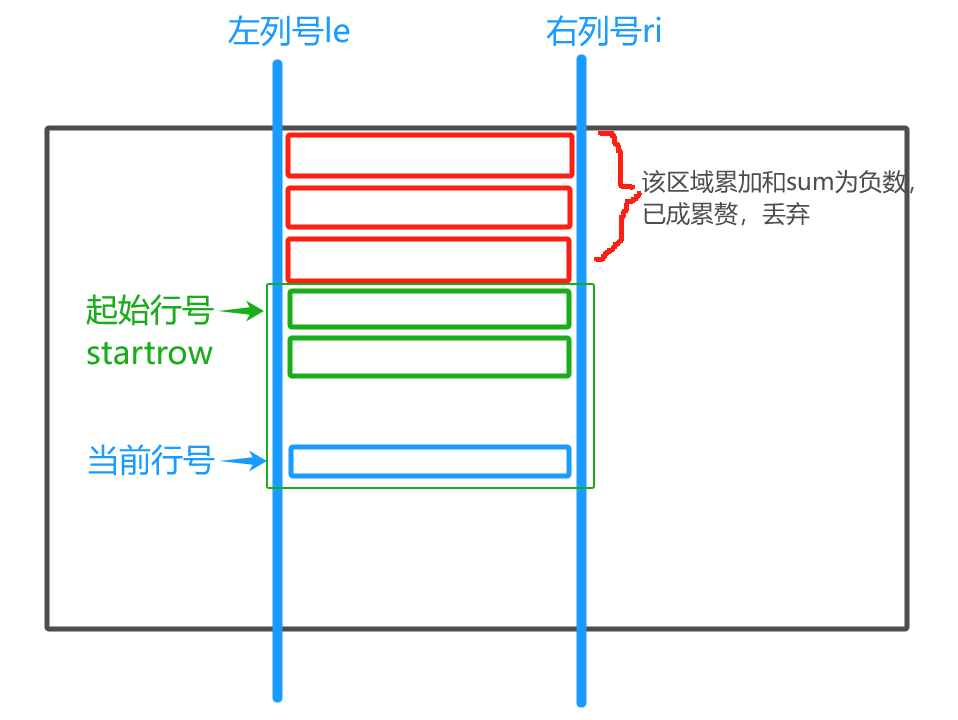 左列号le
右列号ri
该区域累加和sum为负数，
已成累赘，丢弃
起始行号
startrow
当前行号